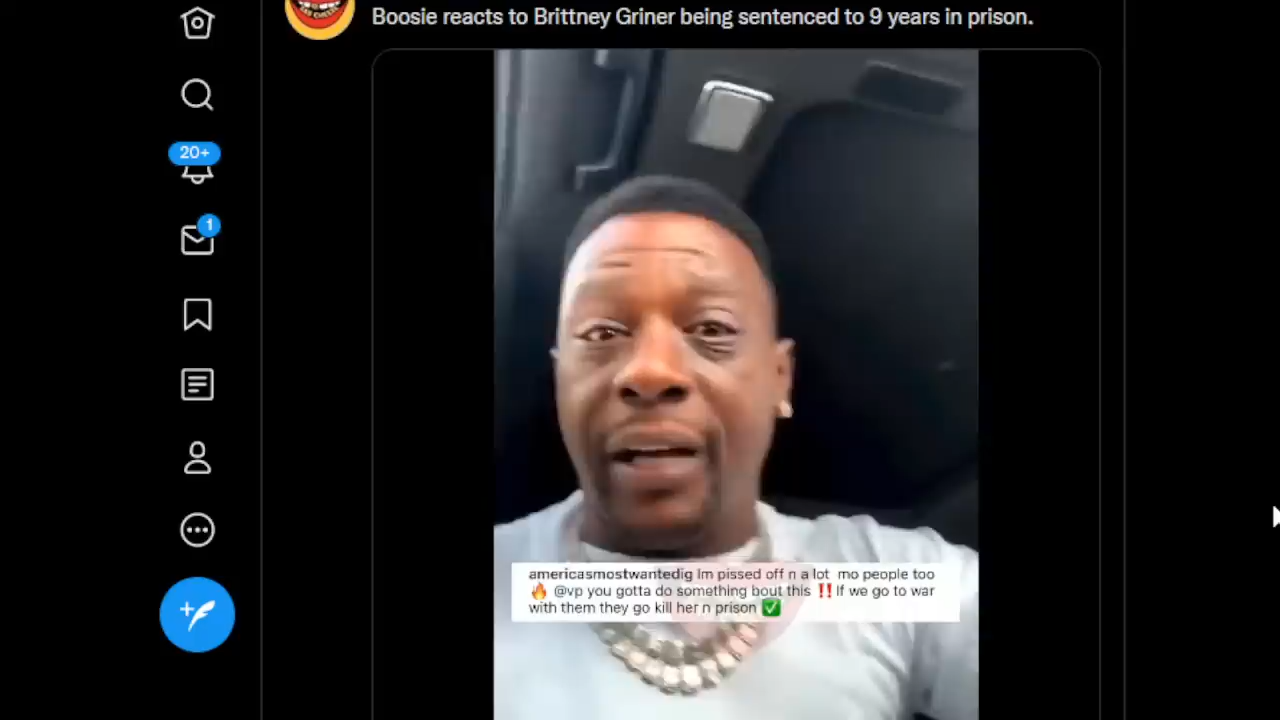 Boosie reacts to Brittney Griner being sentenced to 9 years in prison.
20+
1
americasmostwantedig Im pissed off n a lot mo people too
🔥 @vp you gotta do something bout this ‼️If we go to war
with them they go kill her n prison ✅